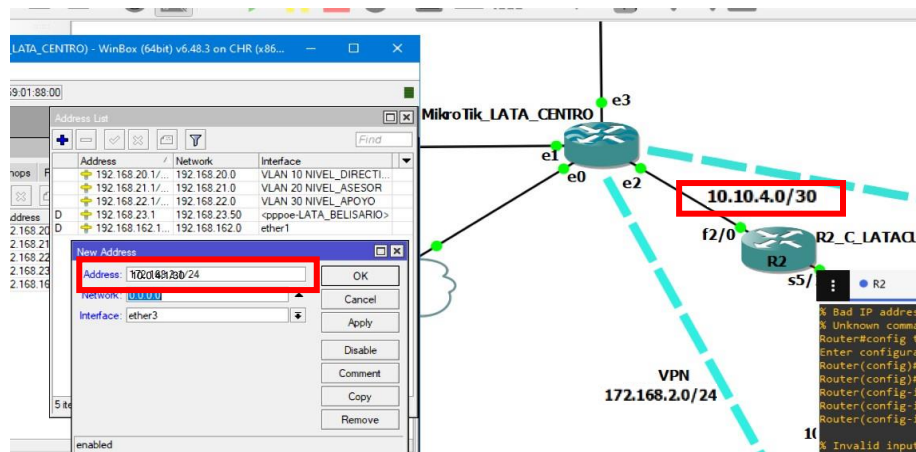 _LATA_CENTRO) - WinBox (64bit) v6.48.3 on CHR (x86...
59:01:88:00
Address List
Find
Address
Network
Interface
192.168.20.1/... 192.168.20.0 VLAN 10 NIVEL_DIRECTI...
192.168.21.1/... 192.168.21.0 VLAN 20 NIVEL_ASESOR
192.168.22.1/... 192.168.22.0 VLAN 30 NIVEL_APOYO
D 192.168.23.1 192.168.23.50 <pppoe-LATA_BELISARIO>
D 192.168.162.1... 192.168.162.0 ether1
hops
ddress
2.168.20
2.168.21
2.168.22
2.168.23
2.168.16
New Address
Address:
OK
Network: 0.0.0.0
Cancel
Interface: ether3
Apply
Disable
Comment
Copy
Remove
5 ite
enabled
MikroTik_LATA_CENTRO
e3
e1
e0
e2
10.10.4.0/30
f2/0
R2_C_LATACU
R2
s5/
VPN
172.168.2.0/24
R2
% Bad IP addres
% Unknown comma
Router#config t
Enter configura
Router(config)#
Router(config)#
Router(config-i
Router(config-i
Router(config-i
% Invalid input